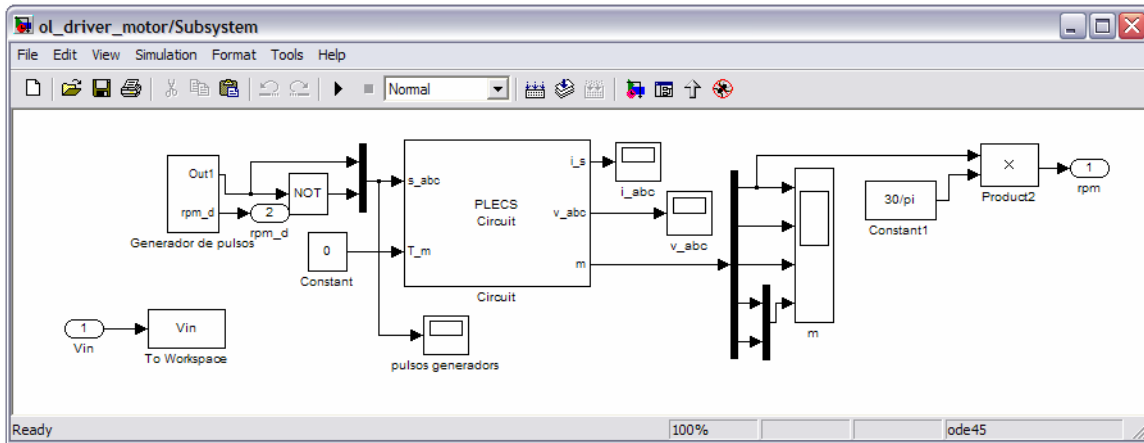 ol_driver_motor/Subsystem
File Edit View Simulation Format Tools Help
Normal
Out1
rpm_d
Generador de pulsos
NOT
2
rpm_d
0
Constant
s_abc
T_m
PLECS
Circuit
i_s
v_abc
m
Circuit
i_abc
v_abc
pulsos generadors
1
Vin
Vin
To Workspace
m
30/pi
Constant1
×
Product2
1
rpm
Ready 100% ode45